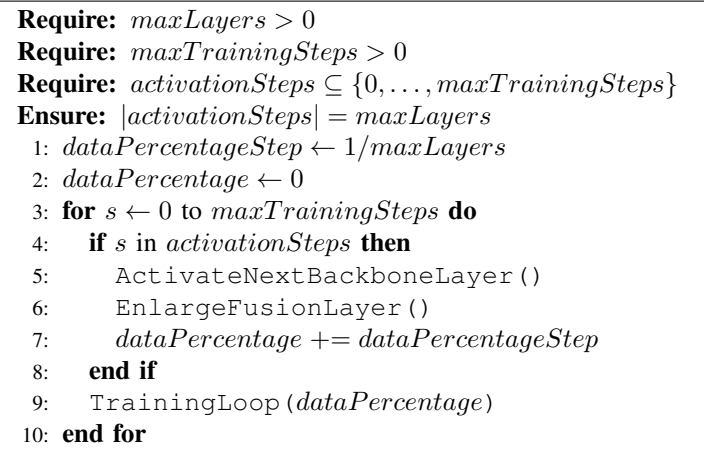 Require: maxLayers > 0
Require: maxTrainingSteps > 0
Require: activationSteps ⊆ {0, . . . , maxTrainingSteps}
Ensure: |activationSteps| = maxLayers
1: dataPercentageStep ← 1/maxLayers
2: dataPercentage ← 0
3: for s ← 0 to maxTrainingSteps do
4: if s in activationSteps then
5: ActivateNextBackboneLayer()
6: EnlargeFusionLayer()
7: dataPercentage += dataPercentageStep
8: end if
9: TrainingLoop(dataPercentage)
10: end for